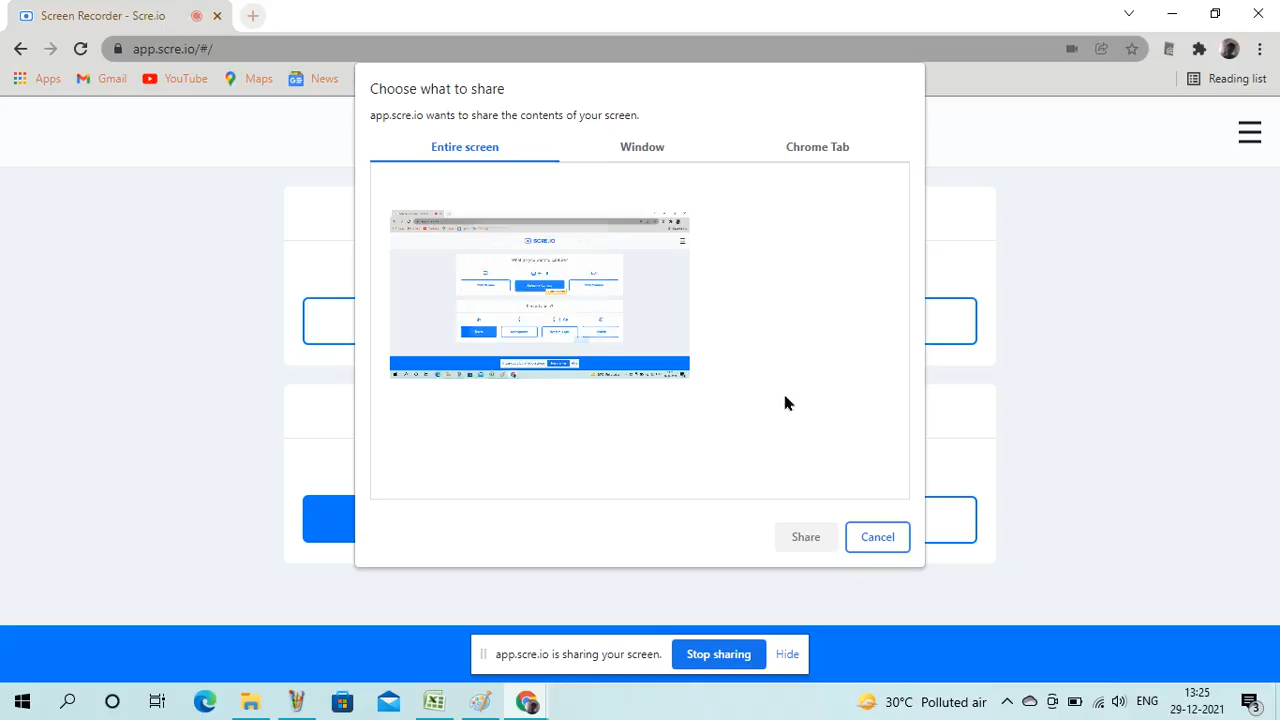 Screen Recorder - Scre.io
app.scre.io/#/
Apps
Gmail
YouTube
Maps
News
Reading list
Choose what to share
app.scre.io wants to share the contents of your screen.
Entire screen
Window
Chrome Tab
SCRE.IO
Share
Cancel
app.scre.io is sharing your screen.
Stop sharing
Hide
30°C Polluted air
ENG
13:25
29-12-2021
3